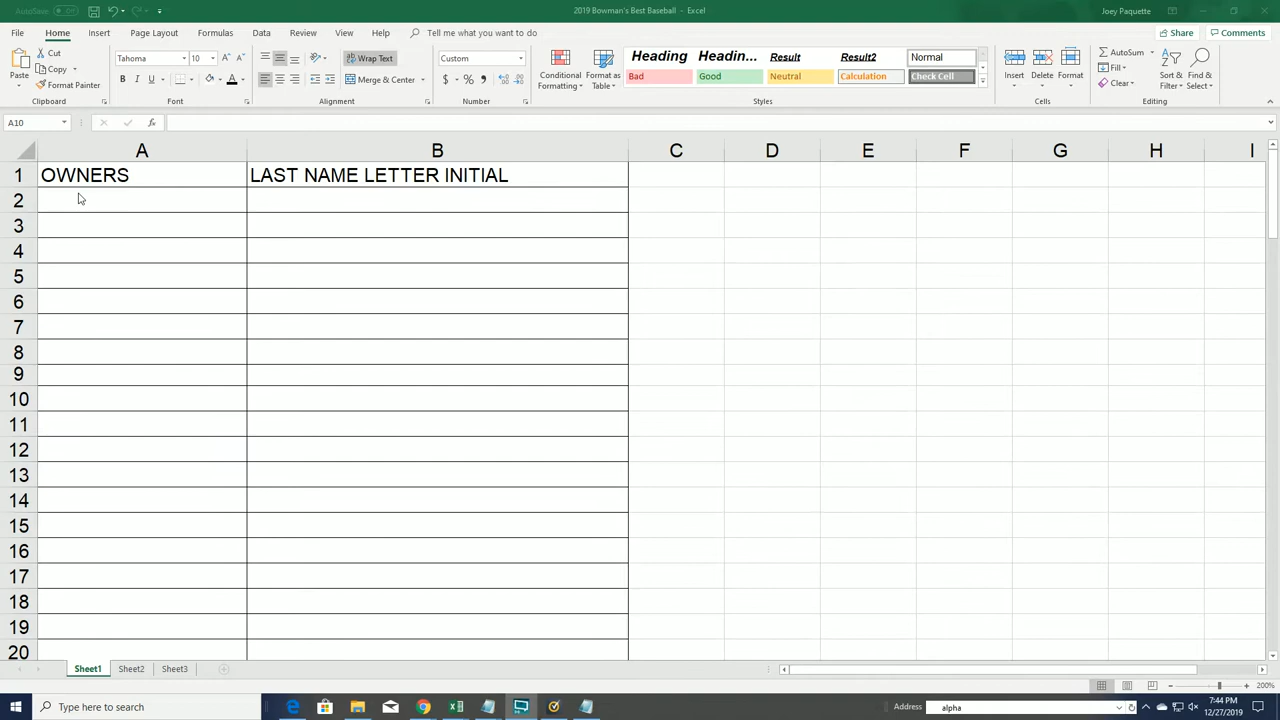 AutoSave Off
2019 Bowman's Best Baseball - Excel
Joey Paquette
File Home Insert Page Layout Formulas Data Review View Help Tell me what you want to do
Share Comments
Paste Cut Copy Format Painter Clipboard
Tahoma 10 A A B I U A Font
Wrap Text Merge & Center Alignment
Custom $ % 9 Number
Conditional Formatting Format as Table
Heading Headin... Result Result2 Normal
Bad Good Neutral Calculation Check Cell
Styles
Insert Delete Format Cells
AutoSum Fill Clear Sort & Filter Find & Select Editing
A10 fx
A B C D E F G H I
1 OWNERS LAST NAME LETTER INITIAL
2
3
4
5
6
7
8
9
10
11
12
13
14
15
16
17
18
19
20
Sheet1 Sheet2 Sheet3
200%
Type here to search
Address alpha
7:44 PM
12/27/2019